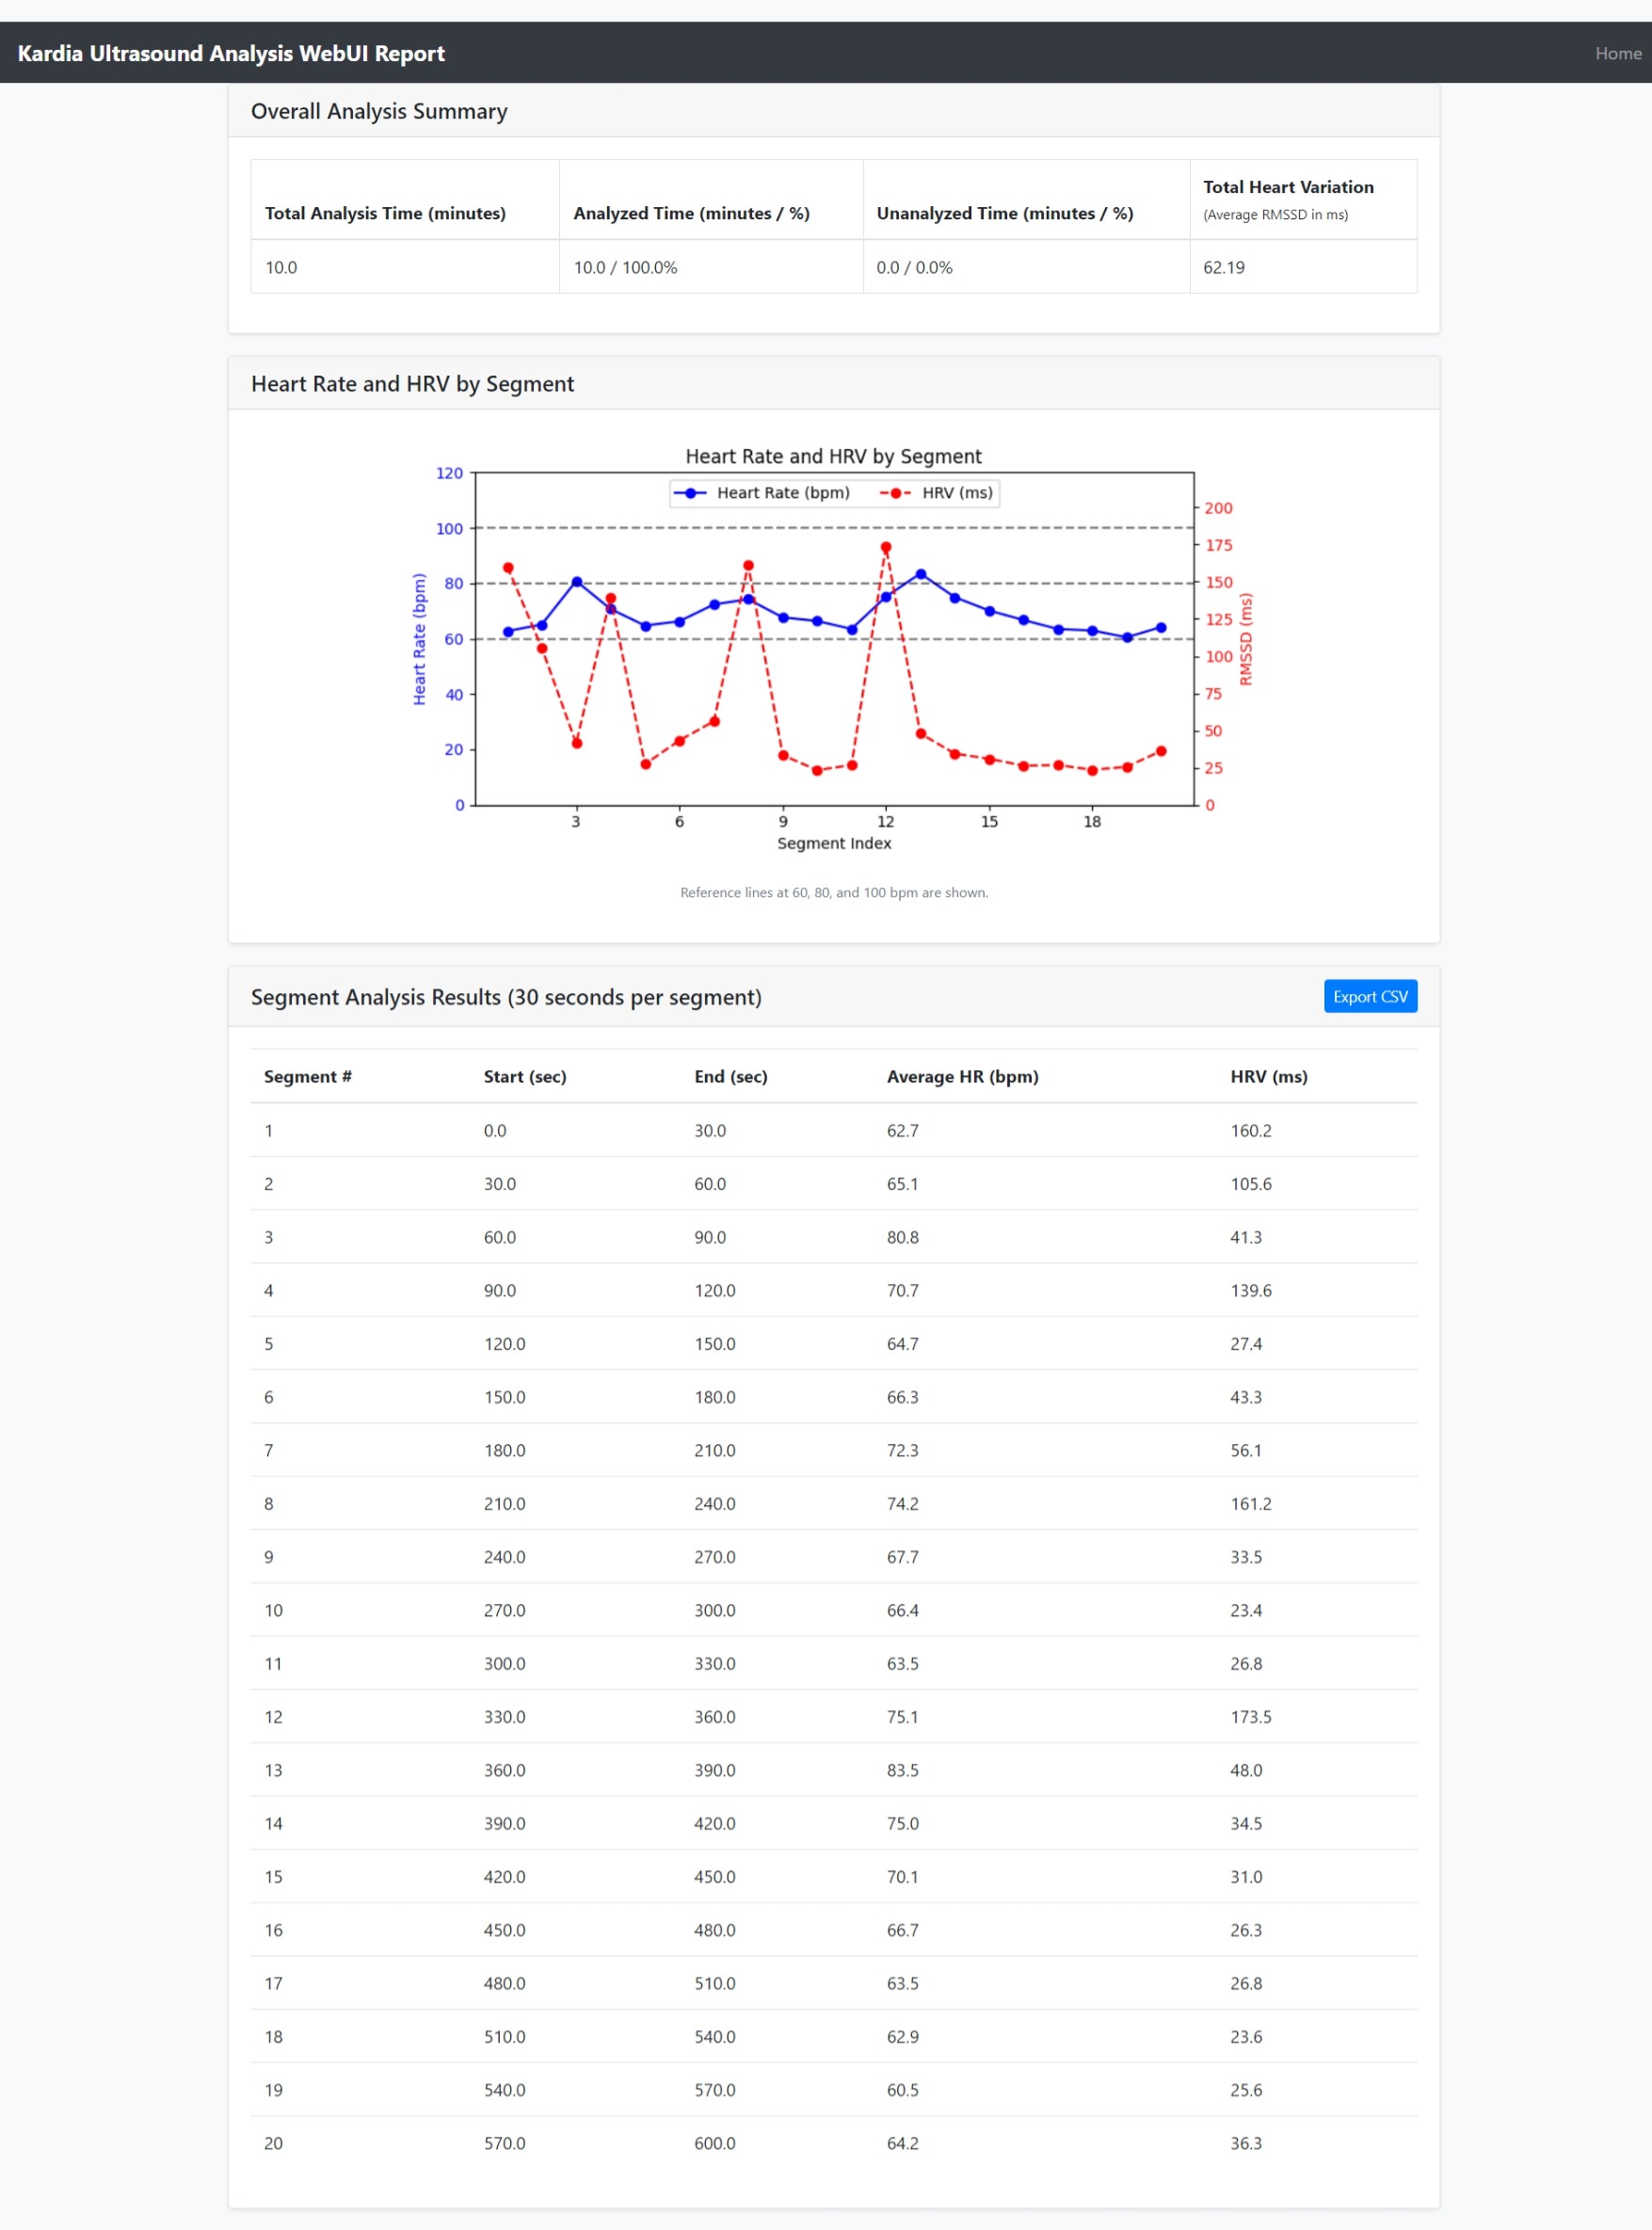 Kardia Ultrasound Analysis WebUI Report
Home
Overall Analysis Summary
Total Analysis Time (minutes) Analyzed Time (minutes / %) Unanalyzed Time (minutes / %) Total Heart Variation
(Average RMSSD in ms)
10.0 10.0 / 100.0% 0.0 / 0.0% 62.19
Heart Rate and HRV by Segment
Heart Rate and HRV by Segment
Heart Rate (bpm) HRV (ms)
120
100
80
60
40
20
0
Heart Rate (bpm)
200
175
150
125
100
75
50
25
0
RMSSD (ms)
3 6 9 12 15 18
Segment Index
Reference lines at 60, 80, and 100 bpm are shown.
Segment Analysis Results (30 seconds per segment)
Export CSV
Segment # Start (sec) End (sec) Average HR (bpm) HRV (ms)
1 0.0 30.0 62.7 160.2
2 30.0 60.0 65.1 105.6
3 60.0 90.0 80.8 41.3
4 90.0 120.0 70.7 139.6
5 120.0 150.0 64.7 27.4
6 150.0 180.0 66.3 43.3
7 180.0 210.0 72.3 56.1
8 210.0 240.0 74.2 161.2
9 240.0 270.0 67.7 33.5
10 270.0 300.0 66.4 23.4
11 300.0 330.0 63.5 26.8
12 330.0 360.0 75.1 173.5
13 360.0 390.0 83.5 48.0
14 390.0 420.0 75.0 34.5
15 420.0 450.0 70.1 31.0
16 450.0 480.0 66.7 26.3
17 480.0 510.0 63.5 26.8
18 510.0 540.0 62.9 23.6
19 540.0 570.0 60.5 25.6
20 570.0 600.0 64.2 36.3